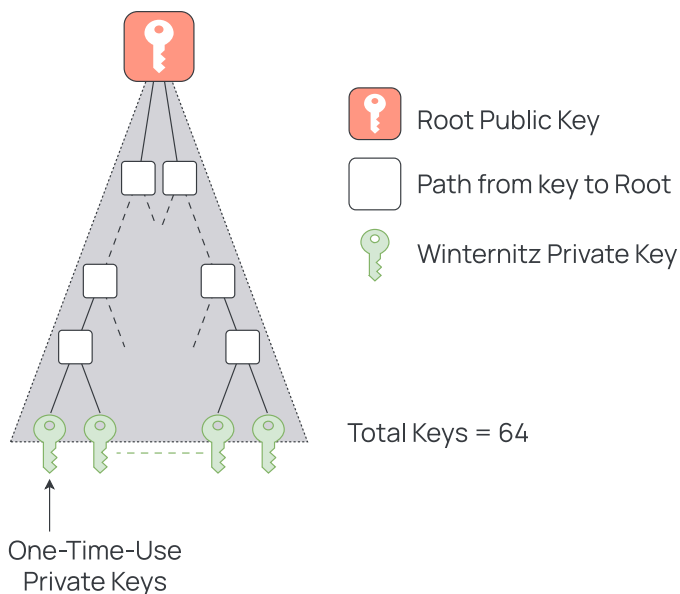 Root Public Key
Path from key to Root
Winternitz Private Key
Total Keys = 64
One-Time-Use
Private Keys